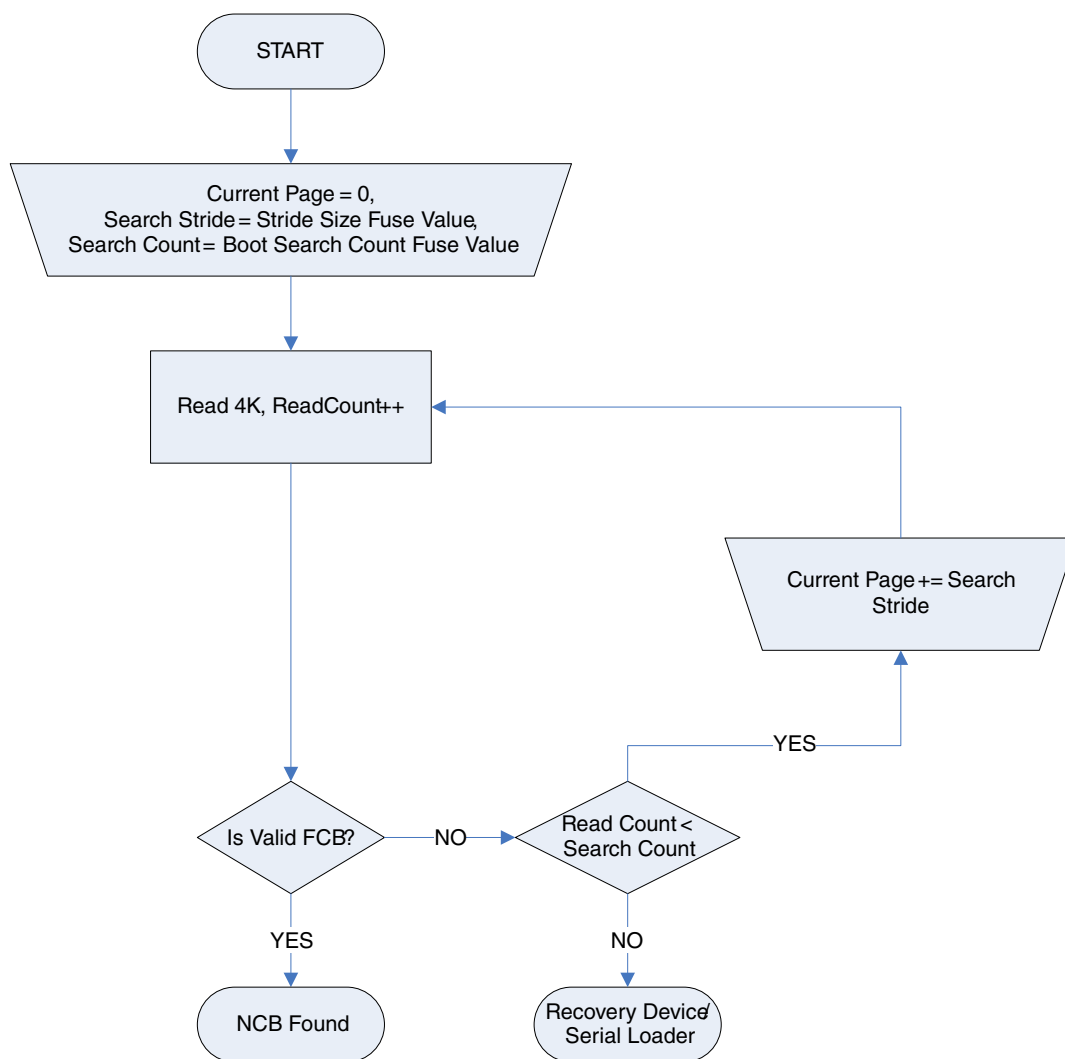 START
Current Page = 0,
Search Stride = Stride Size Fuse Value,
Search Count = Boot Search Count Fuse Value
Read 4K, ReadCount++
Current Page += Search
Stride
YES
Is Valid FCB?
NO
Read Count <
Search Count
YES
NO
NCB Found
Recovery Device/
Serial Loader